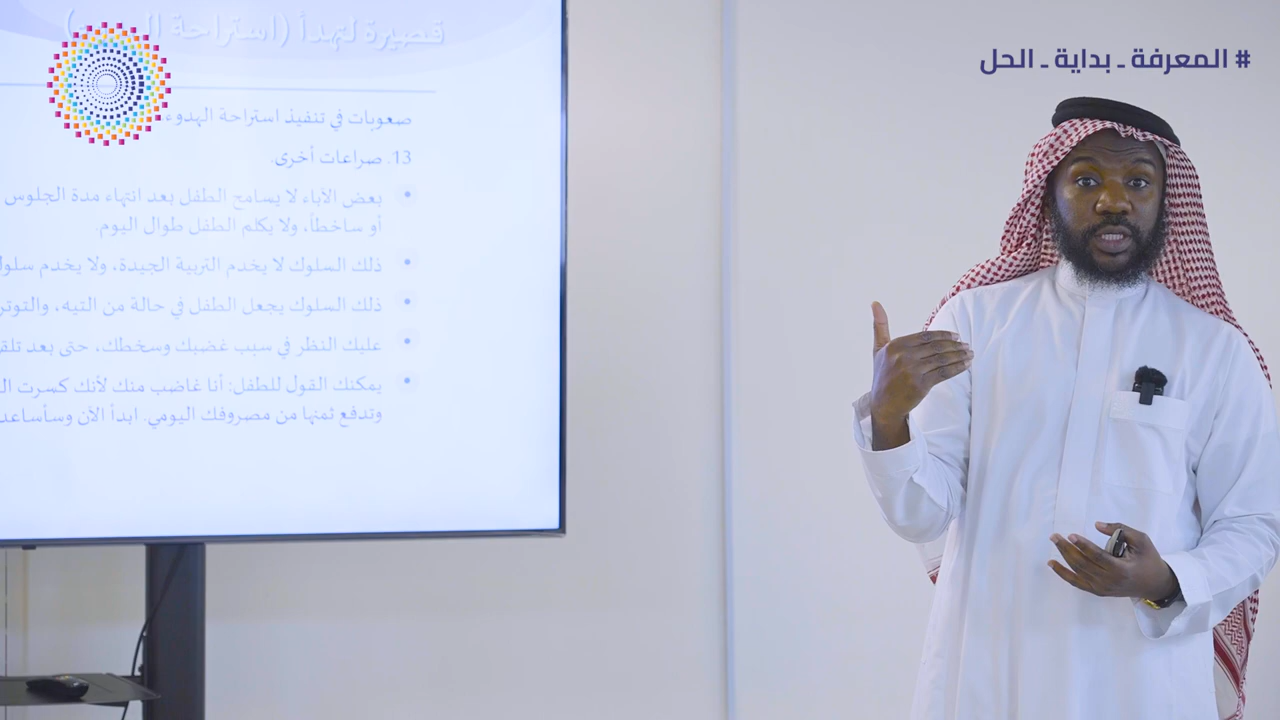 # المعرفة ـ بداية ـ الحل
قصيرة لتهدأ (استراحة
صعوبات في تنفيذ استراحة الهدوء
13. صراعات أخرى.
• بعض الآباء لا يسامح الطفل بعد انتهاء مدة الجلوس
أو ساخطاً، ولا يكلم الطفل طوال اليوم.
• ذلك السلوك لا يخدم التربية الجيدة، ولا يخدم
• ذلك السلوك يجعل الطفل في حالة من التيه، والتوتر
• عليك النظر في سبب غضبك وسخطك، حتى بعد
• يمكنك القول للطفل: أنا غاضب منك لأنك كسرت
وتدفع ثمنها من مصروفك اليومي. ابدأ الآن